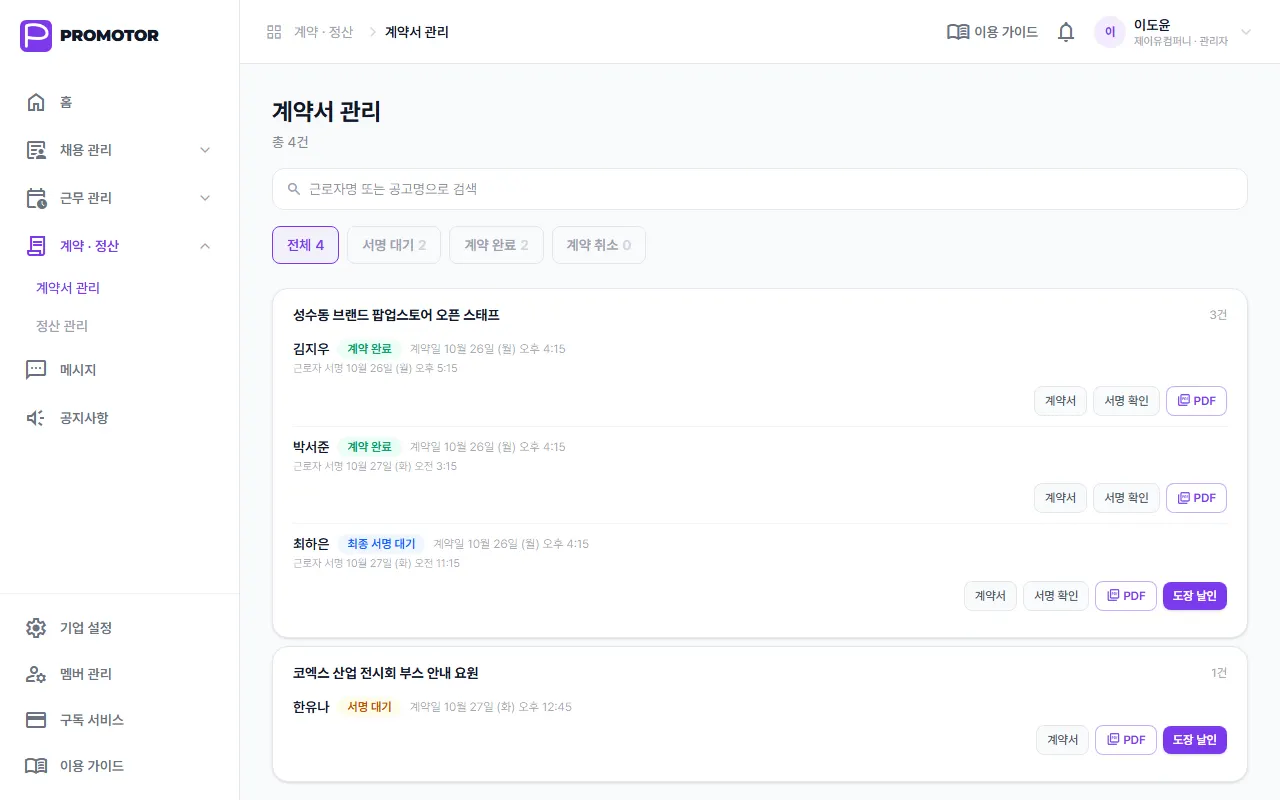 PROMOTOR
계약 · 정산 > 계약서 관리
이용 가이드
이
이도윤
제이유컴퍼니 · 관리자
홈
채용 관리
근무 관리
계약 · 정산
계약서 관리
정산 관리
메시지
공지사항
기업 설정
멤버 관리
구독 서비스
이용 가이드
계약서 관리
총 4건
근로자명 또는 공고명으로 검색
전체 4 서명 대기 2 계약 완료 2 계약 취소 0
성수동 브랜드 팝업스토어 오픈 스태프 3건
김지우 계약 완료 계약일 10월 26일 (월) 오후 4:15
근로자 서명 10월 26일 (월) 오후 5:15
계약서 서명 확인 PDF
박서준 계약 완료 계약일 10월 26일 (월) 오후 4:15
근로자 서명 10월 27일 (화) 오전 3:15
계약서 서명 확인 PDF
최하은 최종 서명 대기 계약일 10월 26일 (월) 오후 4:15
근로자 서명 10월 27일 (화) 오전 11:15
계약서 서명 확인 PDF 도장 날인
코엑스 산업 전시회 부스 안내 요원 1건
한유나 서명 대기 계약일 10월 27일 (화) 오후 12:45
계약서 PDF 도장 날인